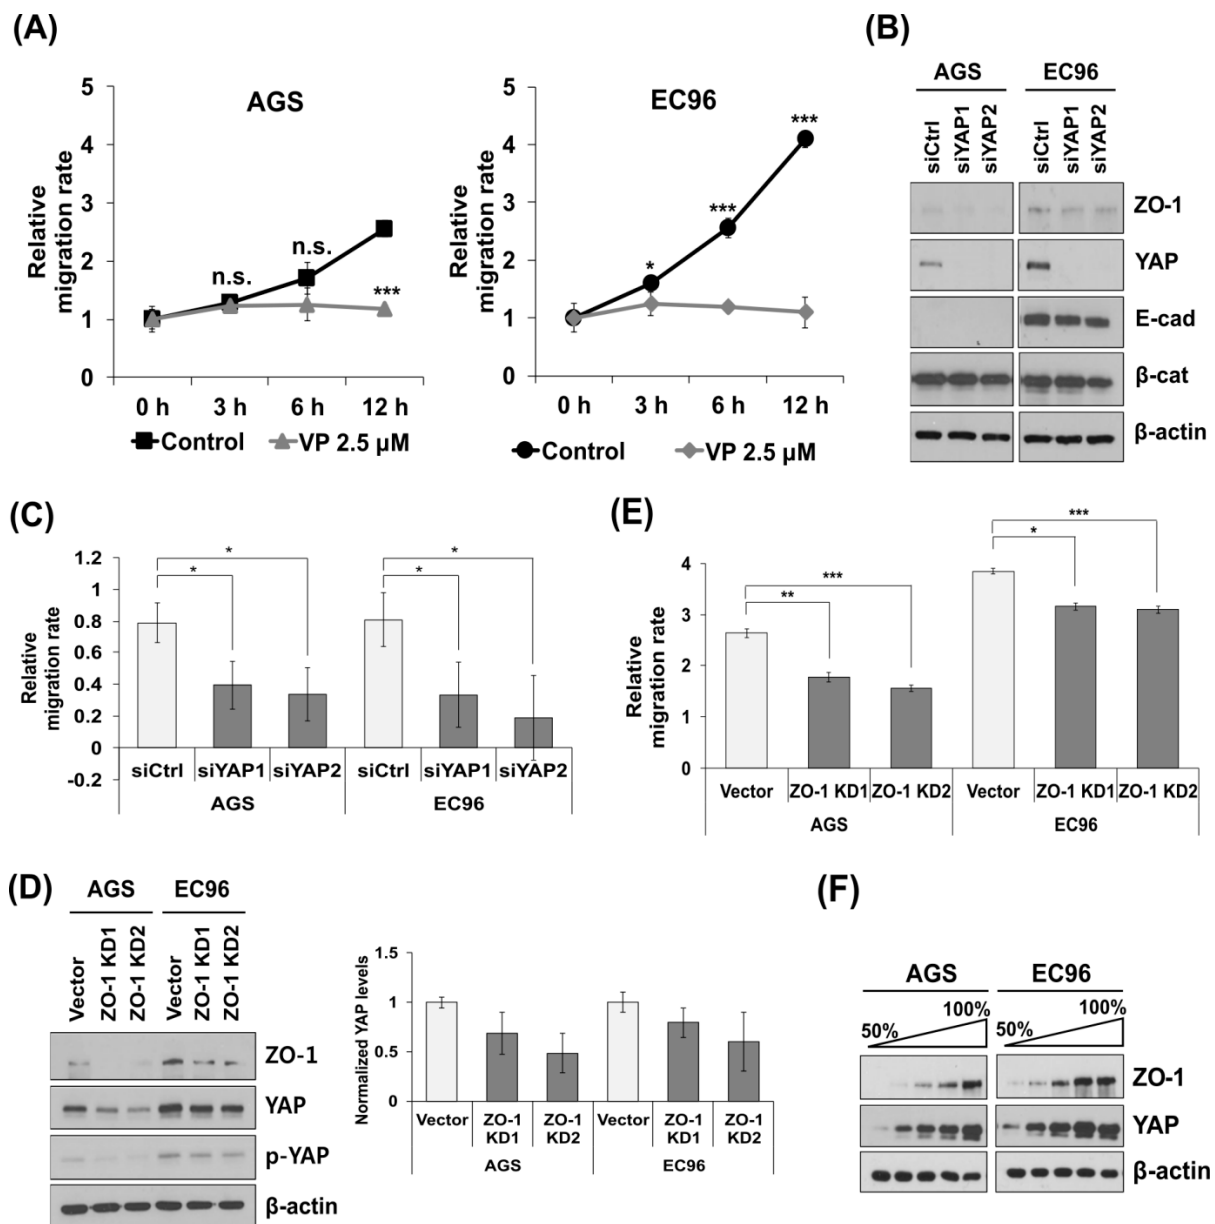 (A)
AGS
Relative
migration rate
5
4
3
2
1
0
n.s.
n.s.
***
0 h 3 h 6 h 12 h
Control VP 2.5 µM
EC96
Relative
migration rate
5
4
3
2
1
0
*
***
***
0 h 3 h 6 h 12 h
Control VP 2.5 µM
(B)
AGS EC96
siCtrl siYAP1 siYAP2 siCtrl siYAP1 siYAP2
ZO-1
YAP
E-cad
β-cat
β-actin
(C)
Relative
migration rate
1.2
1
0.8
0.6
0.4
0.2
0
-0.2
* *
* *
siCtrl siYAP1 siYAP2 siCtrl siYAP1 siYAP2
AGS EC96
(E)
Relative
migration rate
4
3
2
1
0
***
**
***
*
Vector ZO-1 KD1 ZO-1 KD2 Vector ZO-1 KD1 ZO-1 KD2
AGS EC96
(D)
AGS EC96
Vector ZO-1 KD1 ZO-1 KD2 Vector ZO-1 KD1 ZO-1 KD2
ZO-1
YAP
p-YAP
β-actin
Normalized YAP levels
1.5
1
0.5
0
Vector ZO-1 ZO-1 Vector ZO-1 ZO-1
KD1 KD2 KD1 KD2
AGS EC96
(F)
AGS EC96
50% 100% 50% 100%
ZO-1
YAP
β-actin